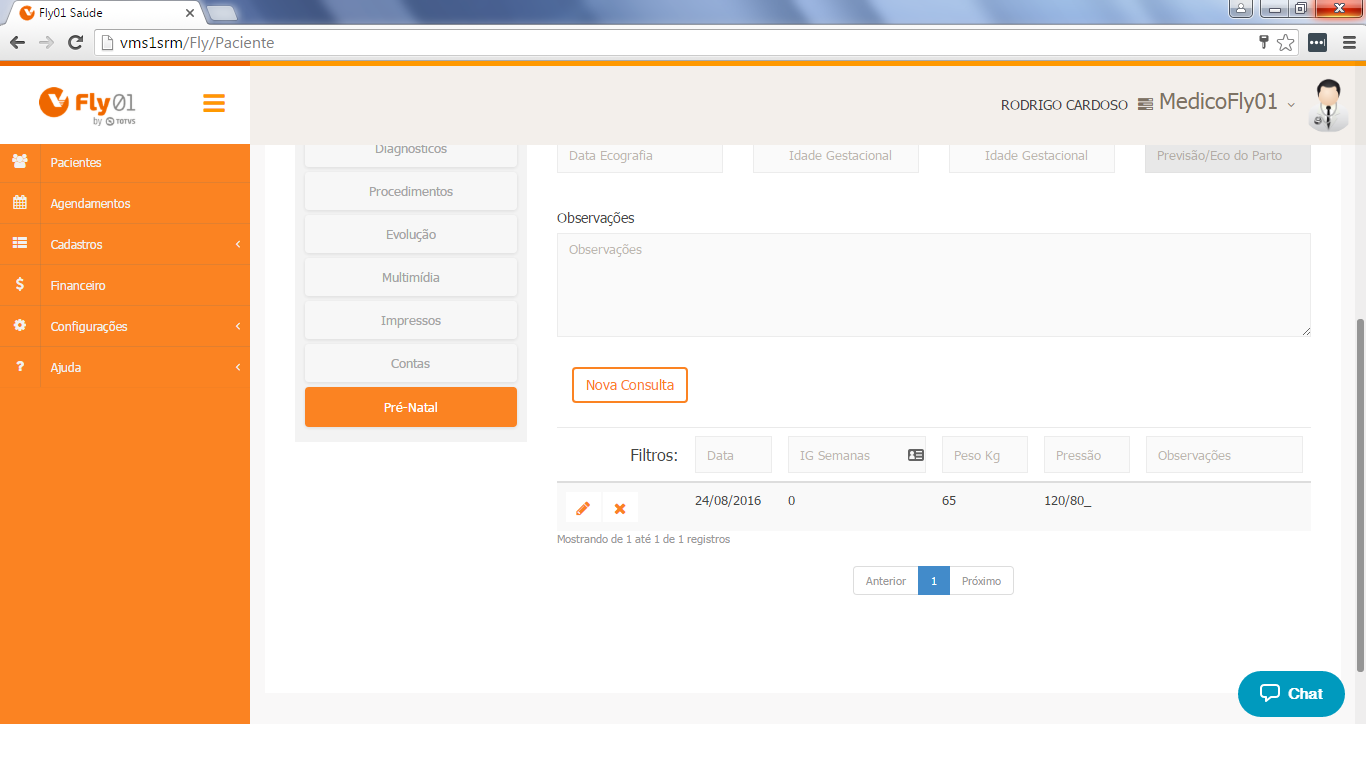 Fly01 Saúde
vms1srm/Fly/Paciente
Fly01
by TOTVS
RODRIGO CARDOSO MedicoFly01
Pacientes
Agendamentos
Cadastros
Financeiro
Configurações
Ajuda
Diagnósticos
Procedimentos
Evolução
Multimídia
Impressos
Contas
Pré-Natal
Data Ecografia Idade Gestacional Idade Gestacional Previsão/Eco do Parto
Observações
Observações
Nova Consulta
Filtros: Data IG Semanas Peso Kg Pressão Observações
24/08/2016 0 65 120/80_
Mostrando de 1 até 1 de 1 registros
Anterior 1 Próximo
Chat